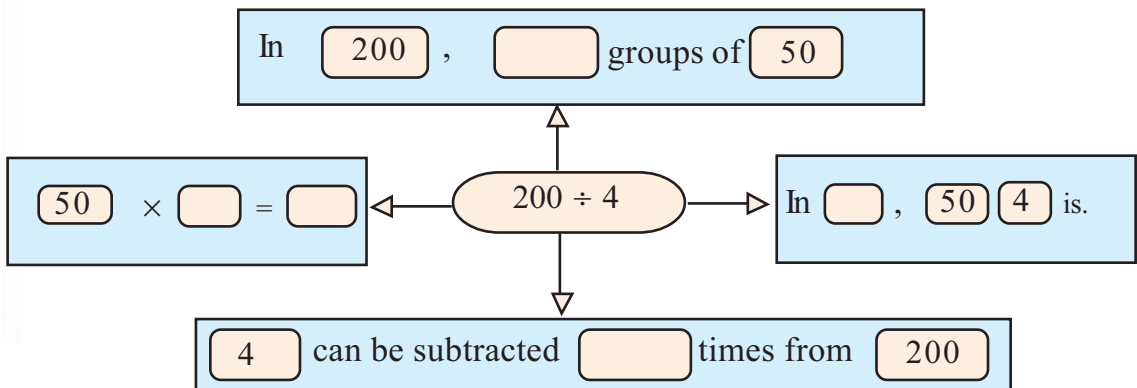 In 200 , groups of 50
50 × = 
200 ÷ 4
In , 50 4 is.
4 can be subtracted times from 200